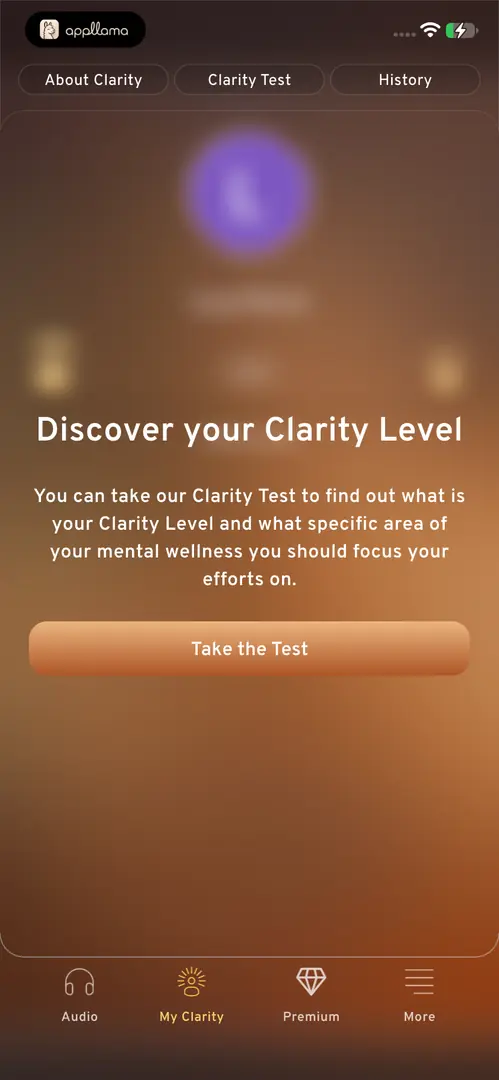 appllama
About Clarity
Clarity Test
History
Discover your Clarity Level
You can take our Clarity Test to find out what is
your Clarity Level and what specific area of
your mental wellness you should focus your
efforts on.
Take the Test
Audio
My Clarity
Premium
More